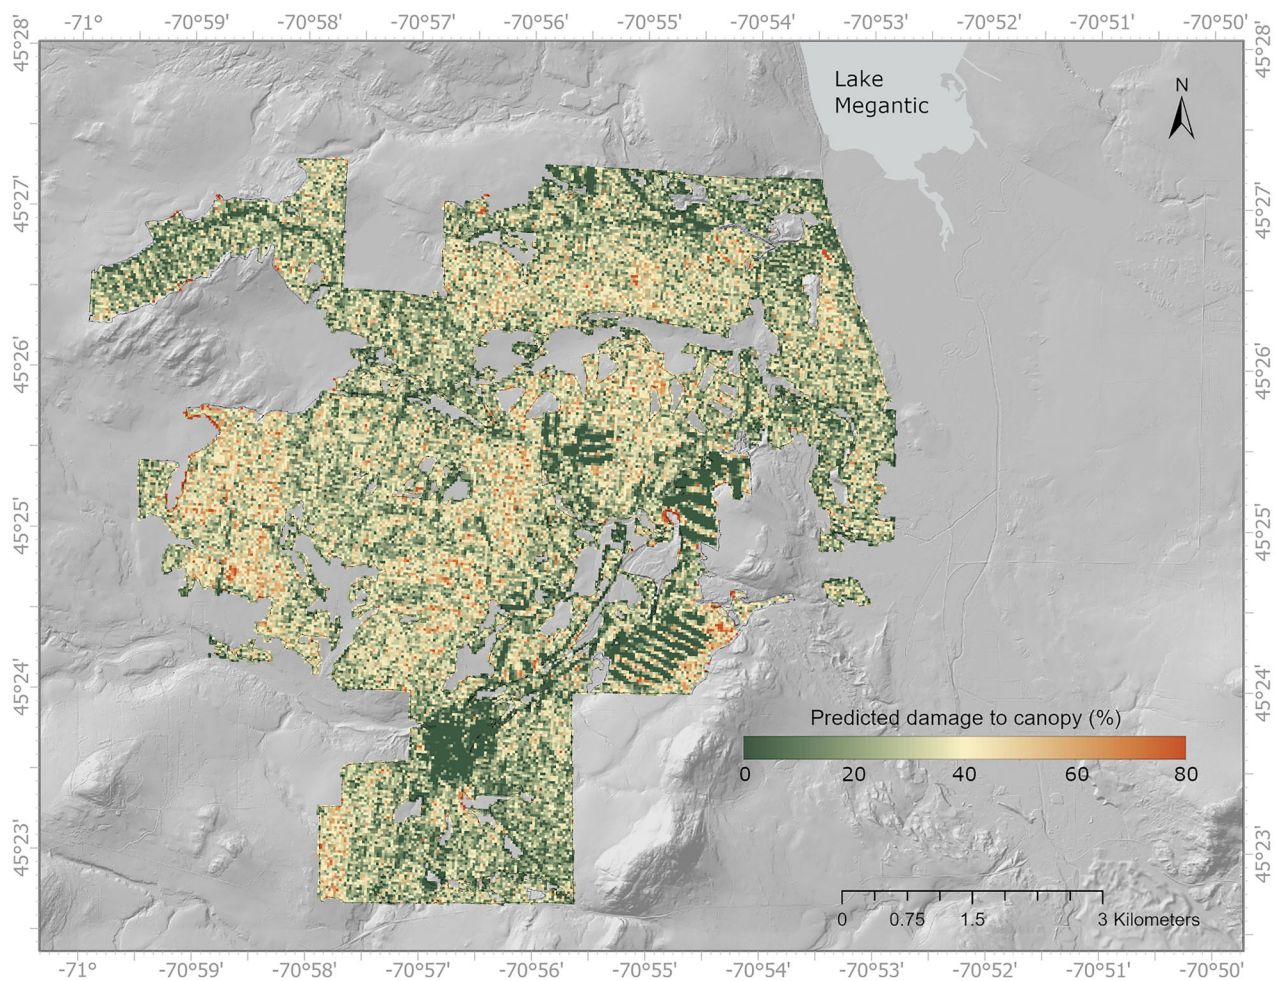 -71° -70°59' -70°58' -70°57' -70°56' -70°55' -70°54' -70°53' -70°52' -70°51' -70°50'
45°28' 45°28'
Lake
Megantic
N
45°27' 45°27'
45°26' 45°26'
45°25' 45°25'
45°24' 45°24'
Predicted damage to canopy (%)
0 20 40 60 80
45°23' 45°23'
0 0.75 1.5 3 Kilometers
-71° -70°59' -70°58' -70°57' -70°56' -70°55' -70°54' -70°53' -70°52' -70°51' -70°50'